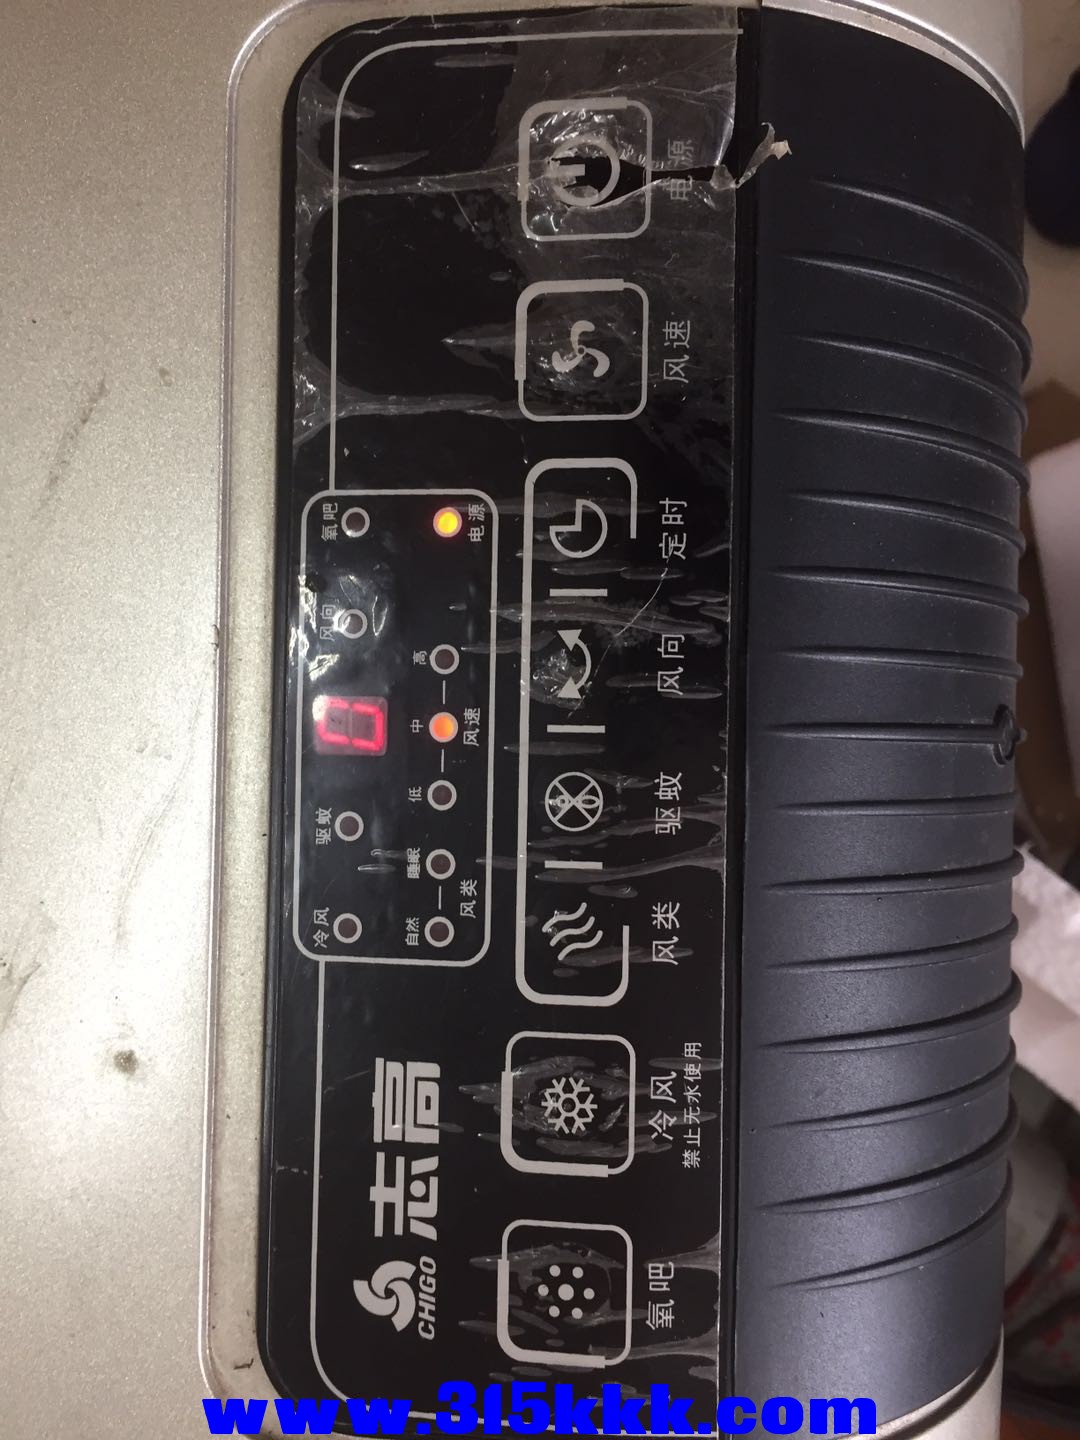 志高
CHIGO
冷风
驱蚊
0
风向
氧吧
自然
睡眠
低
中
高
风类
风速
电源
氧吧
冷风
禁止无水使用
风类
驱蚊
风向
定时
风速
电源
www.315kkk.com